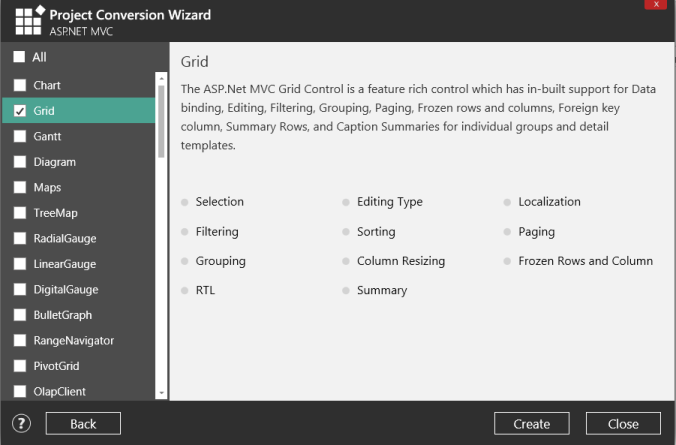 Project Conversion Wizard
ASP.NET MVC
x
All
Chart
Grid
Gantt
Diagram
Maps
TreeMap
RadialGauge
LinearGauge
DigitalGauge
BulletGraph
RangeNavigator
PivotGrid
OlapClient
Grid
The ASP.Net MVC Grid Control is a feature rich control which has in-built support for Data
binding, Editing, Filtering, Grouping, Paging, Frozen rows and columns, Foreign key
column, Summary Rows, and Caption Summaries for individual groups and detail
templates.
Selection Editing Type Localization
Filtering Sorting Paging
Grouping Column Resizing Frozen Rows and Column
RTL Summary
? Back Create Close